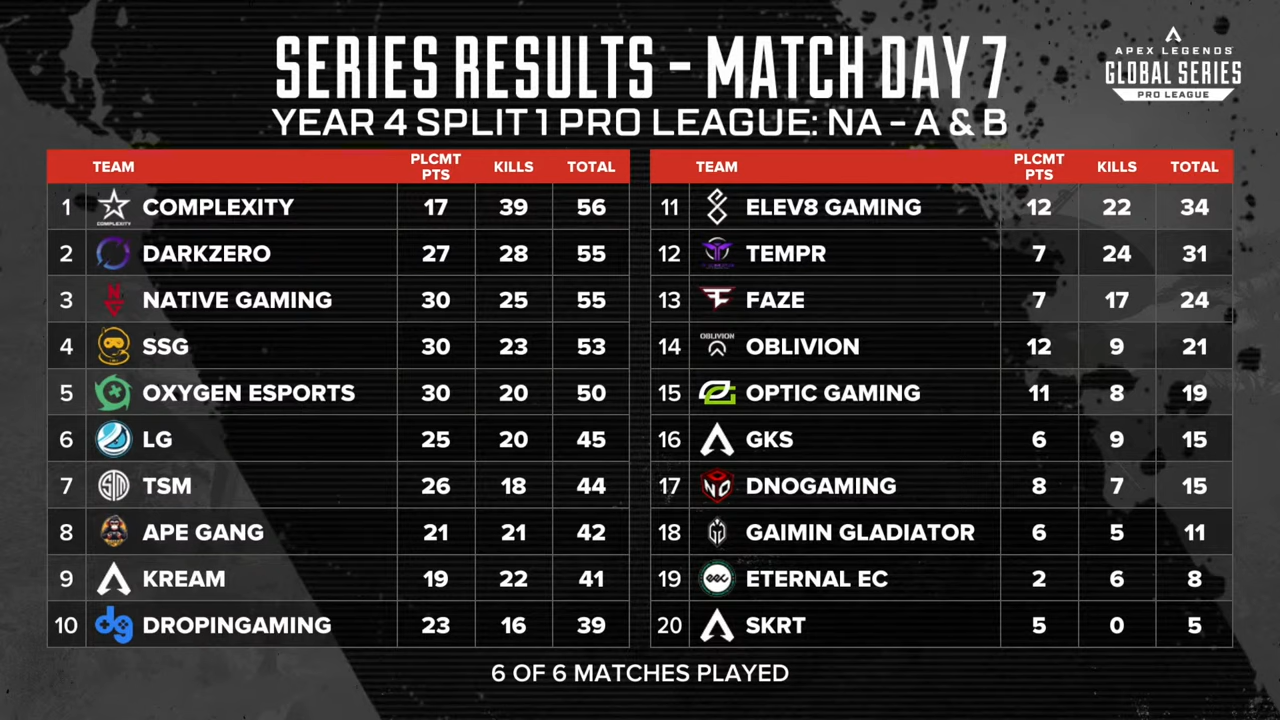 SERIES RESULTS - MATCH DAY 7
YEAR 4 SPLIT 1 PRO LEAGUE: NA - A & B
APEX LEGENDS
GLOBAL SERIES
PRO LEAGUE
TEAM PLCMT PTS KILLS TOTAL
1 COMPLEXITY COMPLEXITY 17 39 56
2 DARKZERO 27 28 55
3 NATIVE GAMING 30 25 55
4 SSG 30 23 53
5 OXYGEN ESPORTS 30 20 50
6 LG 25 20 45
7 TSM TSM 26 18 44
8 APE GANG 21 21 42
9 KREAM 19 22 41
10 dg DROPINGAMING 23 16 39
TEAM PLCMT PTS KILLS TOTAL
11 ELEV8 GAMING 12 22 34
12 TEMPR 7 24 31
13 FAZE 7 17 24
14 OBLIVION OBLIVION 12 9 21
15 OPTIC GAMING 11 8 19
16 GKS 6 9 15
17 NO DNOGAMING 8 7 15
18 GAIMIN GLADIATOR 6 5 11
19 eec ETERNAL EC 2 6 8
20 SKRT 5 0 5
6 OF 6 MATCHES PLAYED